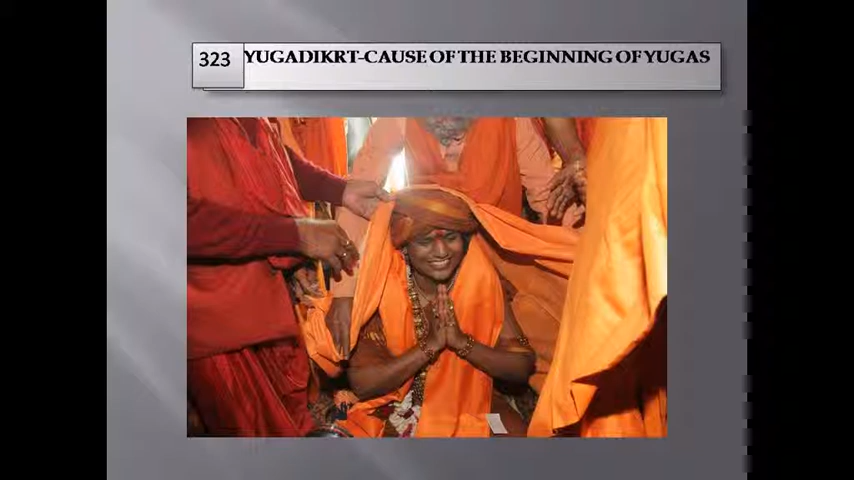 323 YUGADIKRT-CAUSE OF THE BEGINNING OF YUGAS